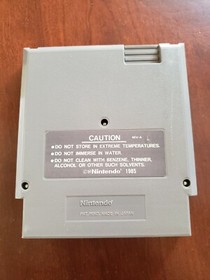 CAUTION
REV-A
●DO NOT STORE IN EXTREME TEMPERATURES.
●DO NOT IMMERSE IN WATER.
●DO NOT CLEAN WITH BENZENE, THINNER,
ALCOHOL OR OTHER SUCH SOLVENTS.
©Nintendo® 1985
Nintendo®